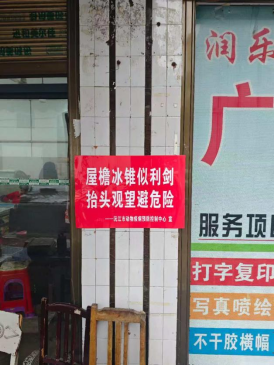 屋檐冰锥似利剑
抬头观望避危险
润乐
广
服务项
打字复印
写真喷绘
不干胶横幅